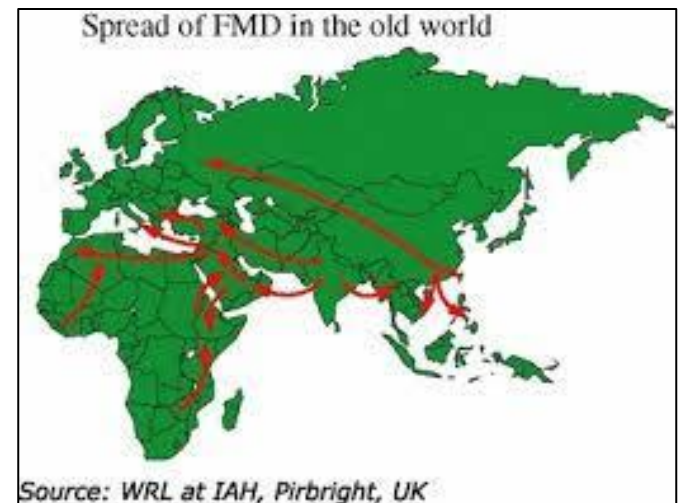 Spread of FMD in the old world
Source: WRL at IAH, Pirbright, UK